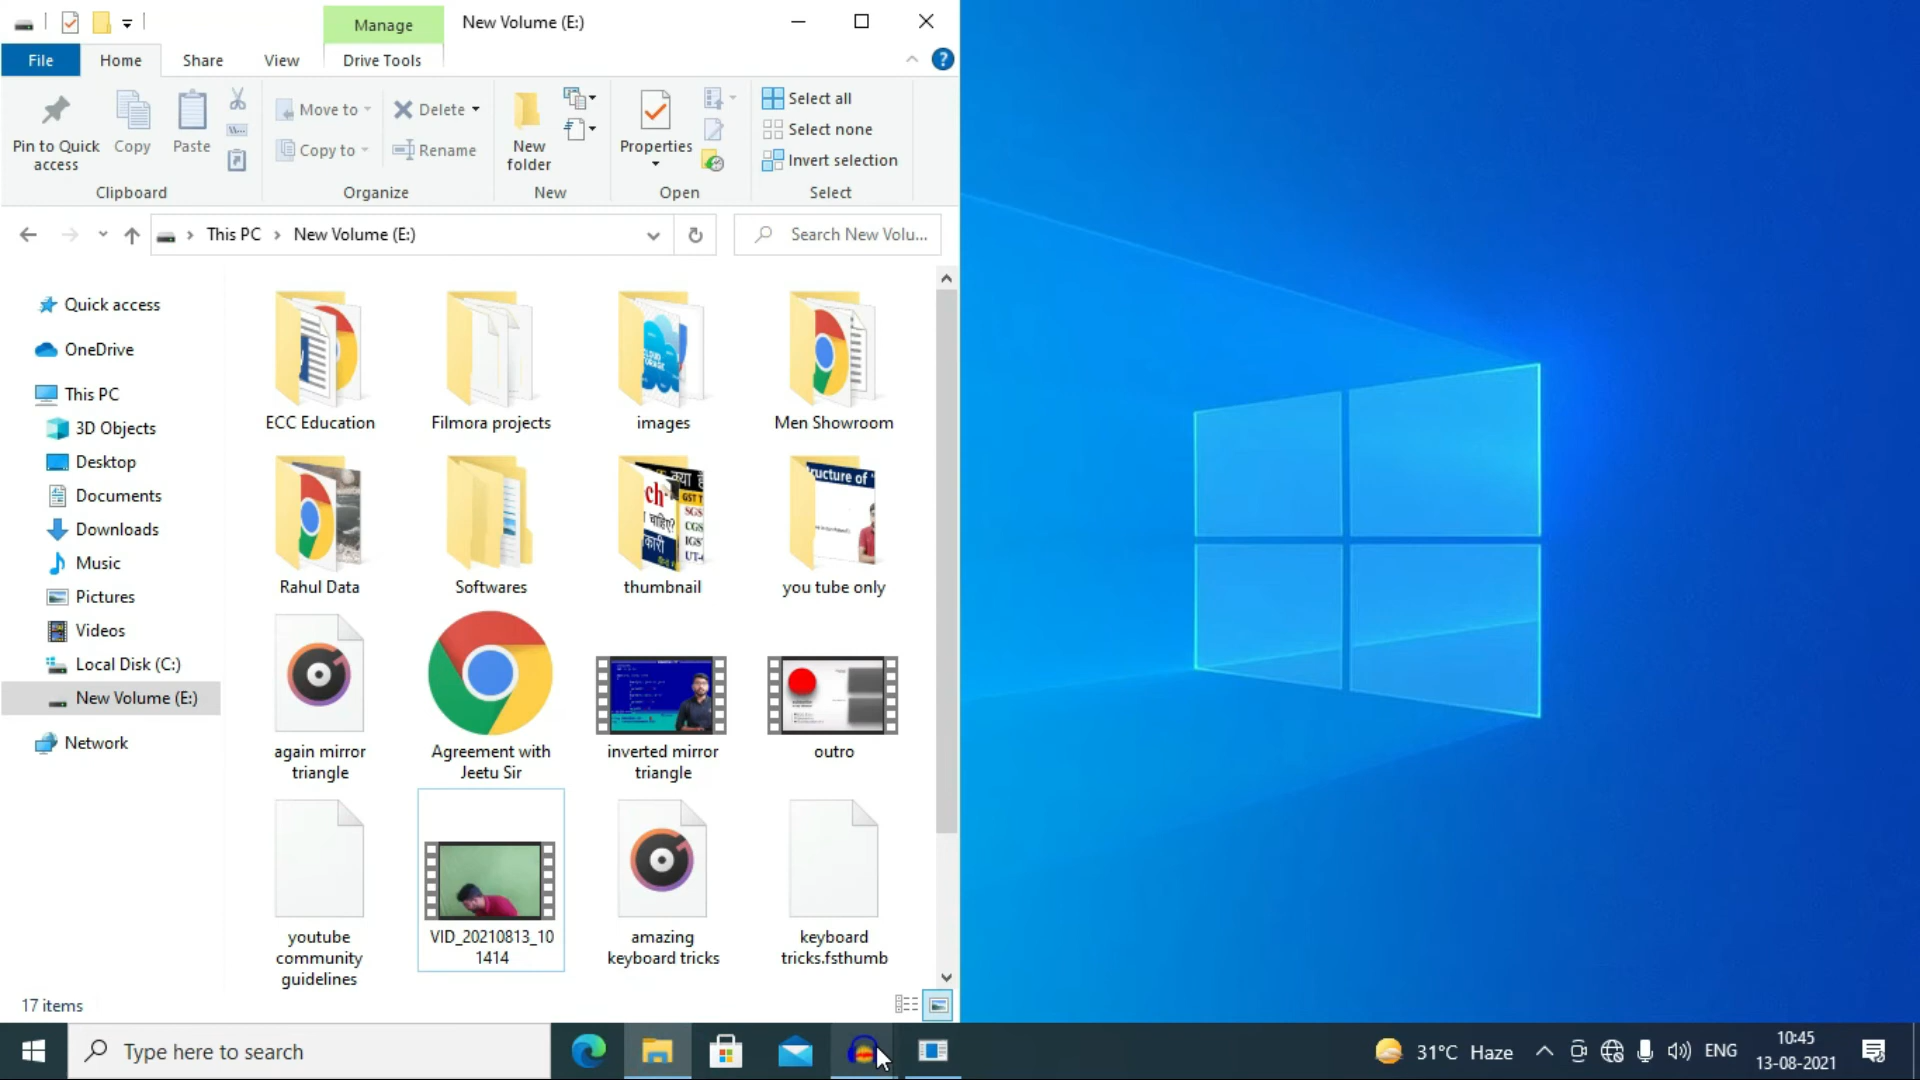 Manage
New Volume (E:)
File
Home
Share
View
Drive Tools
Pin to Quick access
Copy
Paste
Move to
Copy to
Delete
Rename
New folder
Properties
Select all
Select none
Invert selection
Clipboard
Organize
New
Open
Select
This PC
New Volume (E:)
Search New Volu...
Quick access
OneDrive
This PC
3D Objects
Desktop
Documents
Downloads
Music
Pictures
Videos
Local Disk (C:)
New Volume (E:)
Network
ECC Education
Filmora projects
images
Men Showroom
Rahul Data
Softwares
thumbnail
you tube only
again mirror
triangle
Agreement with
Jeetu Sir
inverted mirror
triangle
outro
youtube
community
guidelines
VID_20210813_10
1414
amazing
keyboard tricks
keyboard
tricks.fsthumb
17 items
Type here to search
31°C Haze
ENG
10:45
13-08-2021